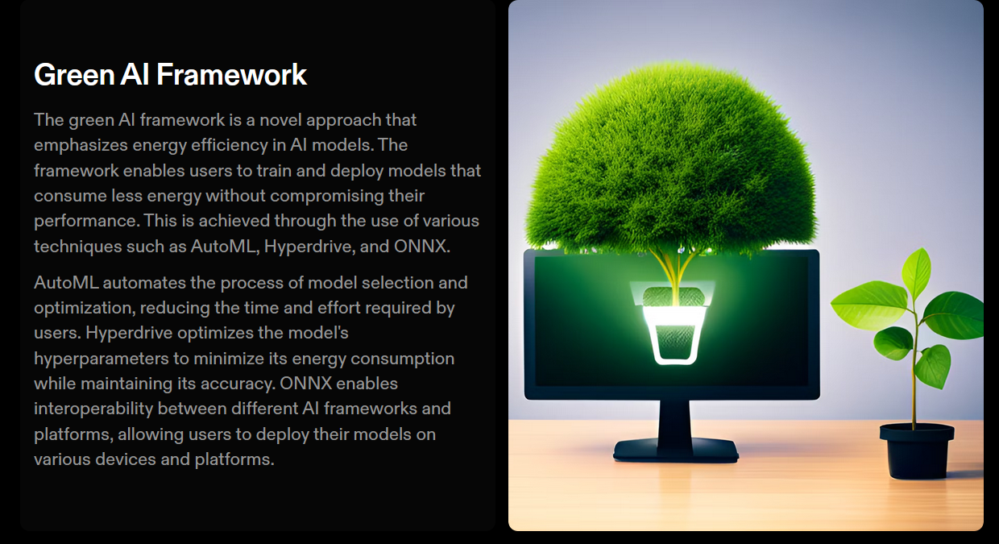 Green AI Framework
The green AI framework is a novel approach that
emphasizes energy efficiency in AI models. The
framework enables users to train and deploy models that
consume less energy without compromising their
performance. This is achieved through the use of various
techniques such as AutoML, Hyperdrive, and ONNX.
AutoML automates the process of model selection and
optimization, reducing the time and effort required by
users. Hyperdrive optimizes the model's
hyperparameters to minimize its energy consumption
while maintaining its accuracy. ONNX enables
interoperability between different AI frameworks and
platforms, allowing users to deploy their models on
various devices and platforms.